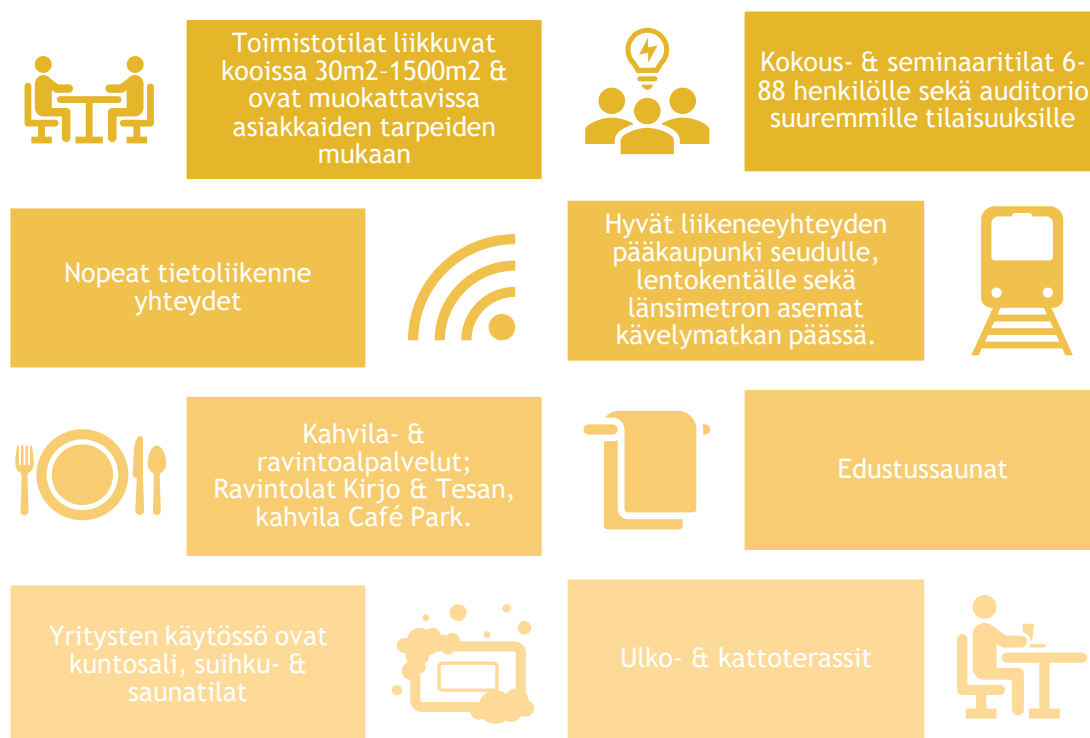 Toimistotilat liikkuvat
kooissa 30m2–1500m2 &
ovat muokattavissa
asiakkaiden tarpeiden
mukaan
Kokous- & seminaaritilat 6-
88 henkilölle sekä auditorio
suuremmille tilaisuuksille
Nopeat tietoliikenne
yhteydet
Hyvät liikeneeyhteyden
pääkaupunki seudulle,
lentokentälle sekä
länsimetron asemat
kävelymatkan päässä.
Kahvila- &
ravintoalpalvelut;
Ravintolat Kirjo & Tesan,
kahvila Café Park.
Edustussaunat
Yritysten käytössö ovat
kuntosali, suihku- &
saunatilat
Ulko- & kattoterassit